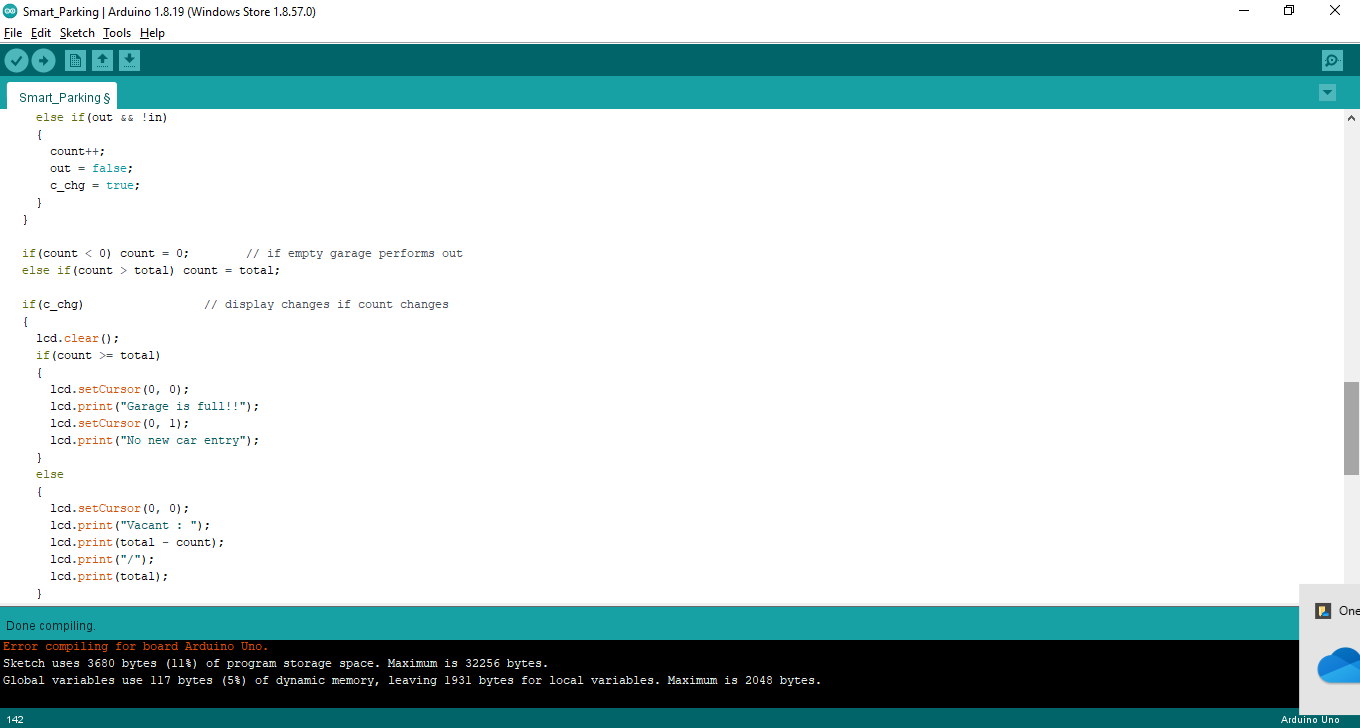 Smart_Parking | Arduino 1.8.19 (Windows Store 1.8.57.0)
File Edit Sketch Tools Help
Smart_Parking §
else if(out && !in)
{
count++;
out = false;
c_chg = true;
}
}
if(count < 0) count = 0; // if empty garage performs out
else if(count > total) count = total;
if(c_chg) // display changes if count changes
{
lcd.clear();
if(count >= total)
{
lcd.setCursor(0, 0);
lcd.print("Garage is full!!");
lcd.setCursor(0, 1);
lcd.print("No new car entry");
}
else
{
lcd.setCursor(0, 0);
lcd.print("Vacant : ");
lcd.print(total - count);
lcd.print("/");
lcd.print(total);
}
One
Done compiling.
Error compiling for board Arduino Uno.
Sketch uses 3680 bytes (11%) of program storage space. Maximum is 32256 bytes.
Global variables use 117 bytes (5%) of dynamic memory, leaving 1931 bytes for local variables. Maximum is 2048 bytes.
142 Arduino Uno